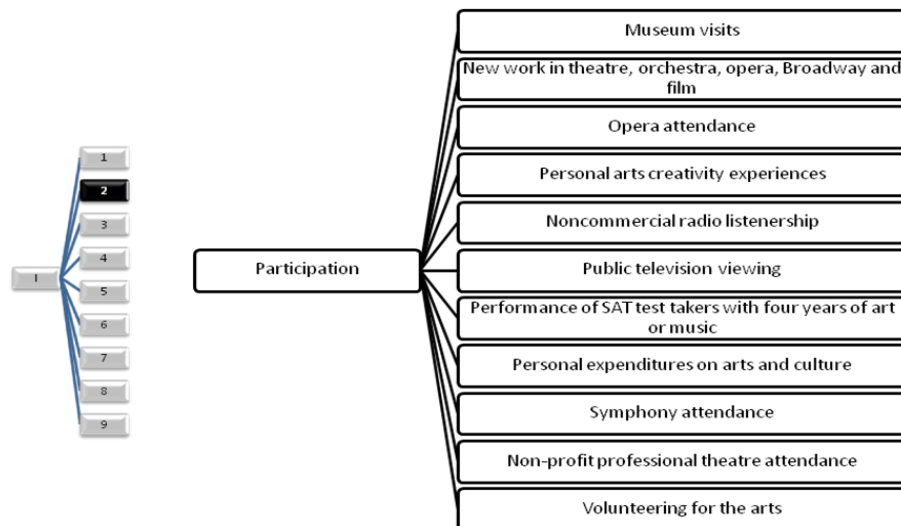 1
2
3
4
I
5
6
7
8
9
Participation
Museum visits
New work in theatre, orchestra, opera, Broadway and
film
Opera attendance
Personal arts creativity experiences
Noncommercial radio listenership
Public television viewing
Performance of SAT test takers with four years of art
or music
Personal expenditures on arts and culture
Symphony attendance
Non-profit professional theatre attendance
Volunteering for the arts